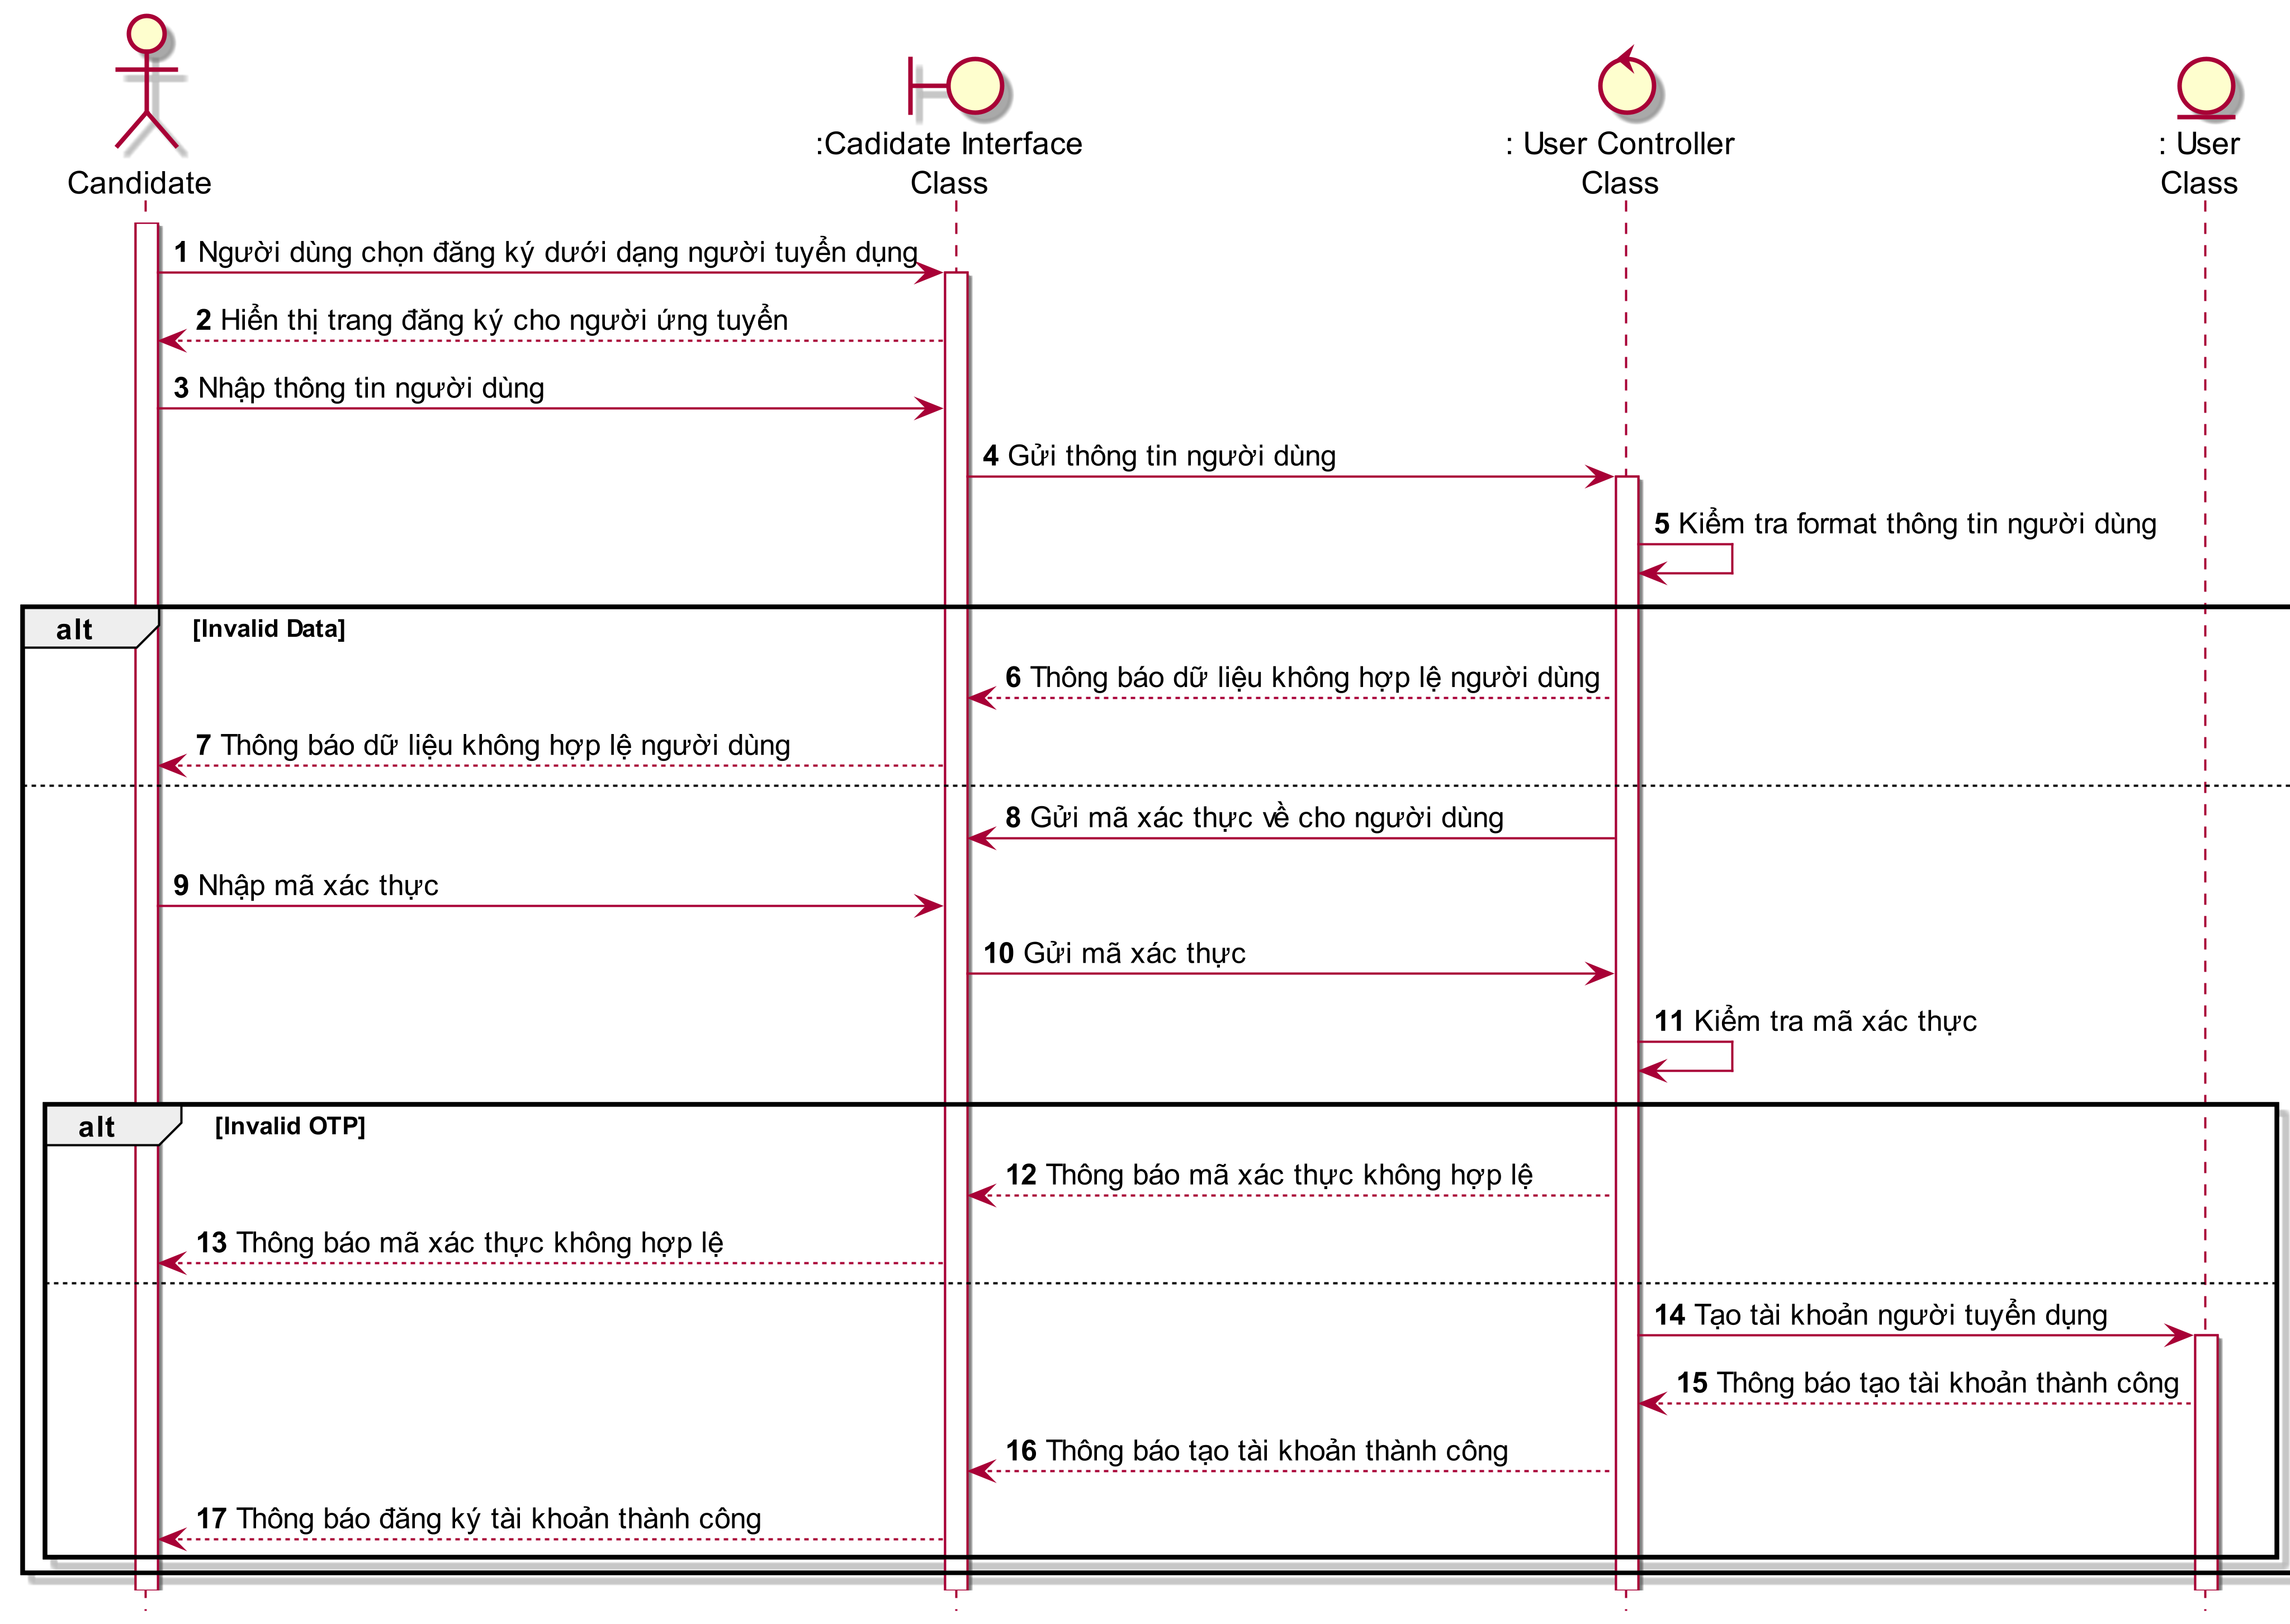 Candidate
:Cadidate Interface
Class
: User Controller
Class
: User
Class
1 Người dùng chọn đăng ký dưới dạng người tuyển dụng
2 Hiển thị trang đăng ký cho người ứng tuyển
3 Nhập thông tin người dùng
4 Gửi thông tin người dùng
5 Kiểm tra format thông tin người dùng
alt [Invalid Data]
6 Thông báo dữ liệu không hợp lệ người dùng
7 Thông báo dữ liệu không hợp lệ người dùng
8 Gửi mã xác thực về cho người dùng
9 Nhập mã xác thực
10 Gửi mã xác thực
11 Kiểm tra mã xác thực
alt [Invalid OTP]
12 Thông báo mã xác thực không hợp lệ
13 Thông báo mã xác thực không hợp lệ
14 Tạo tài khoản người tuyển dụng
15 Thông báo tạo tài khoản thành công
16 Thông báo tạo tài khoản thành công
17 Thông báo đăng ký tài khoản thành công